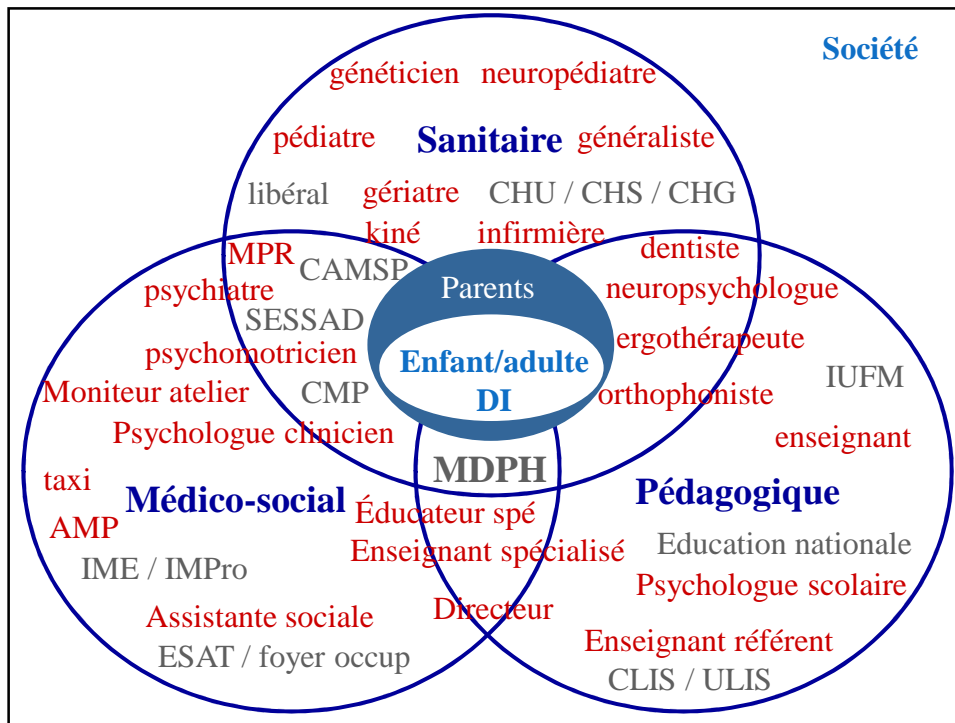 Société
généticien neuropédiatre
pédiatre
Sanitaire
généraliste
libéral
gériatre
CHU / CHS / CHG
kiné
infirmière
MPR
CAMSP
dentiste
psychiatre
Parents
neuropsychologue
SESSAD
psychomotricien
ergothérapeute
Enfant/adulte
DI
Moniteur atelier
CMP
orthophoniste
IUFM
Psychologue clinicien
enseignant
MDPH
taxi
Médico-social
Pédagogique
AMP
Éducateur spé
Enseignant spécialisé
Education nationale
IME / IMPro
Psychologue scolaire
Assistante sociale
Directeur
Enseignant référent
ESAT / foyer occup
CLIS / ULIS